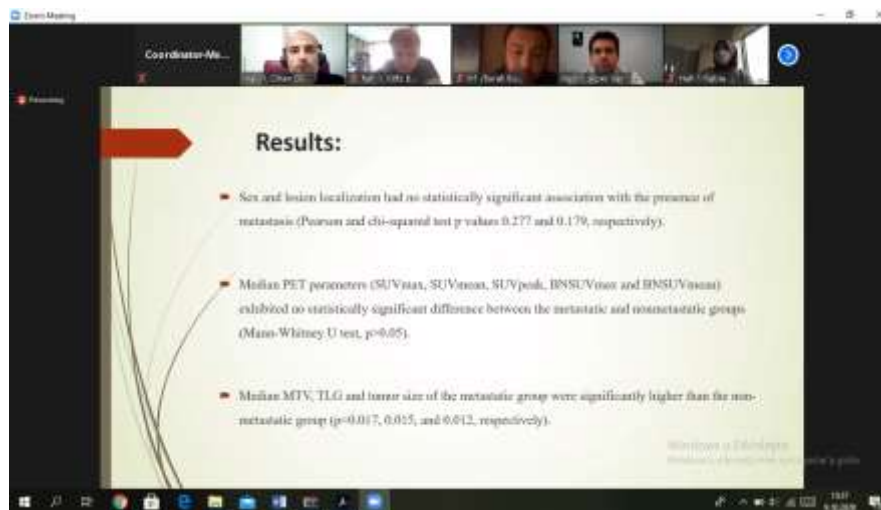 Zoom Meeting
Coordinator-Me...
Results:
Sex and lesion localization had no statistically significant association with the presence of
metastasis (Pearson and chi-squared test p values 0.277 and 0.179, respectively).
Median PET parameters (SUVmax, SUVmean, SUVpeak, BNSUVmax and BNSUVmean)
exhibited no statistically significant difference between the metastatic and nonmetastatic groups
(Mann-Whitney U test, p>0.05).
Median MTV, TLG and tumor size of the metastatic group were significantly higher than the non-
metastatic group (p=0.017, 0.015, and 0.012, respectively).